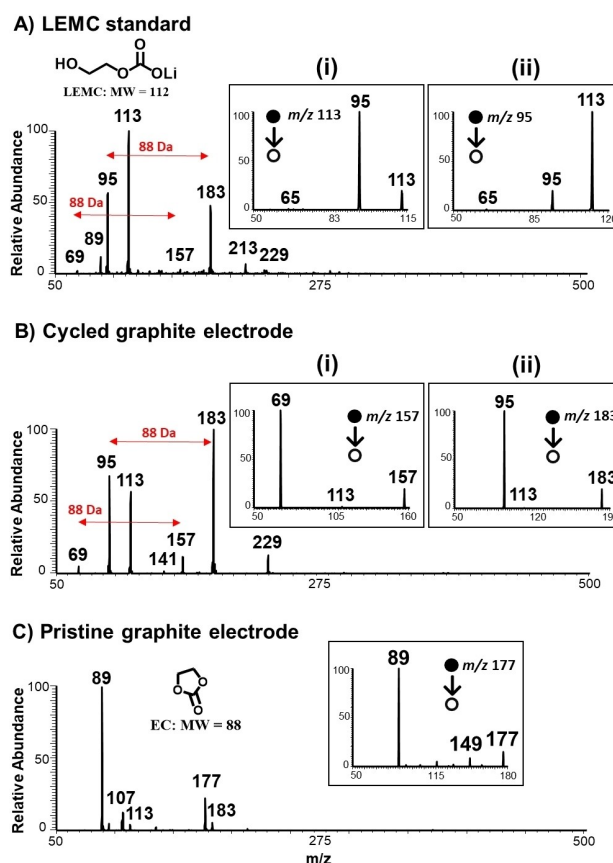 A) LEMC standard
HO
O
O
OLi
LEMC: MW = 112
(i)
(ii)
Relative Abundance
100
50
0
69
89
95
113
157
183
213
229
88 Da
88 Da
50
275
500
100
50
0
m/z 113
65
95
113
50
83
115
100
50
0
m/z 95
65
95
113
50
85
120
B) Cycled graphite electrode
(i)
(ii)
Relative Abundance
100
50
0
69
95
113
141
157
183
229
88 Da
88 Da
50
275
500
100
50
0
69
m/z 157
113
157
50
105
160
100
50
0
95
m/z 183
113
183
50
120
190
C) Pristine graphite electrode
Relative Abundance
100
50
0
89
107
113
177
183
O
O
O
EC: MW = 88
50
275
500
m/z
100
50
0
89
m/z 177
149
177
50
115
180